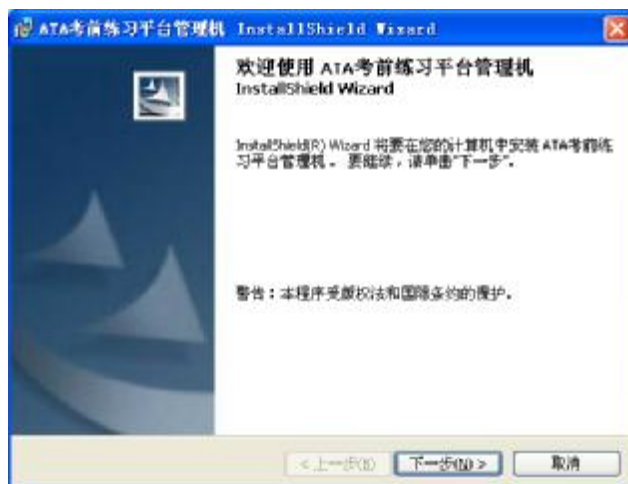 ATA考前练习平台管理机 InstallShield Wizard
欢迎使用 ATA考前练习平台管理机
InstallShield Wizard
InstallShield(R) Wizard 将要在您的计算机中安装 ATA考前练
习平台管理机。 要继续，请单击“下一步”。
警告：本程序受版权法和国际条约的保护。
<上一步(B) 下一步(N) > 取消